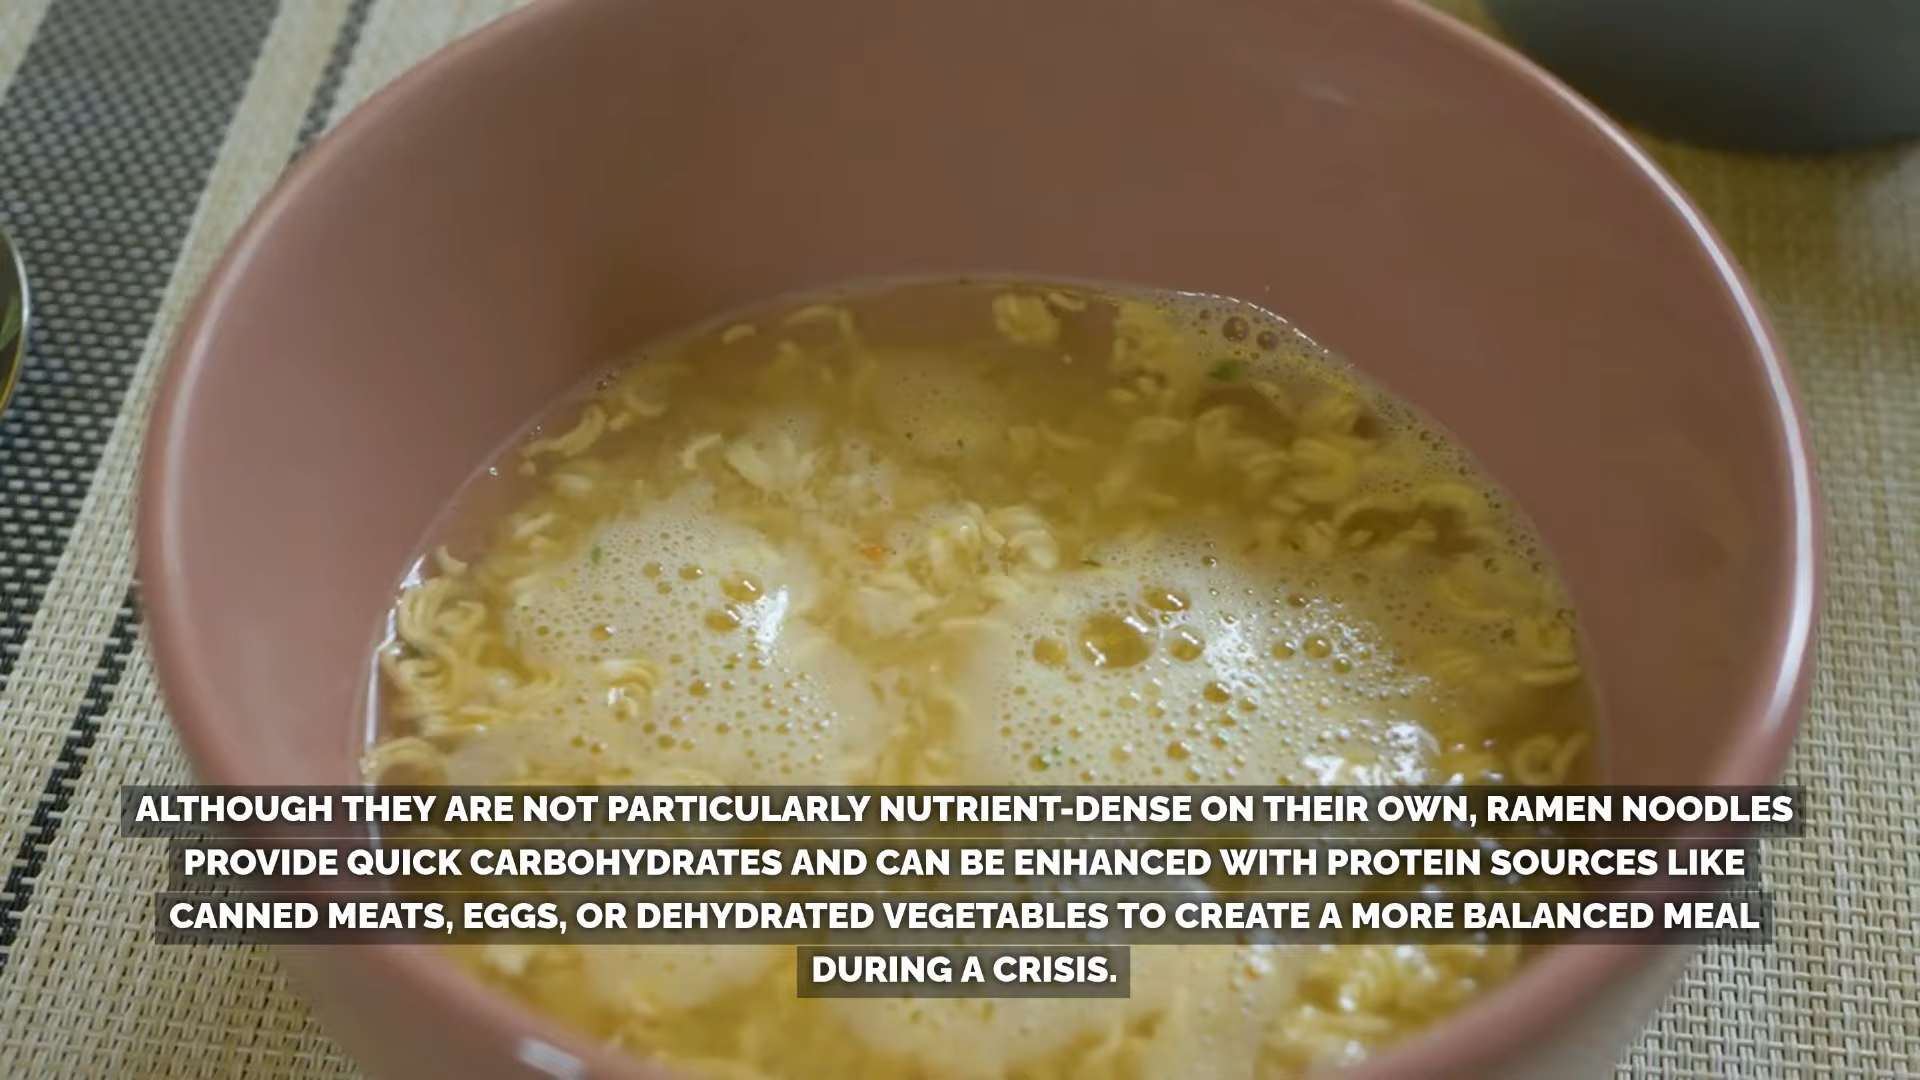 ALTHOUGH THEY ARE NOT PARTICULARLY NUTRIENT-DENSE ON THEIR OWN, RAMEN NOODLES
PROVIDE QUICK CARBOHYDRATES AND CAN BE ENHANCED WITH PROTEIN SOURCES LIKE
CANNED MEATS, EGGS, OR DEHYDRATED VEGETABLES TO CREATE A MORE BALANCED MEAL
DURING A CRISIS.